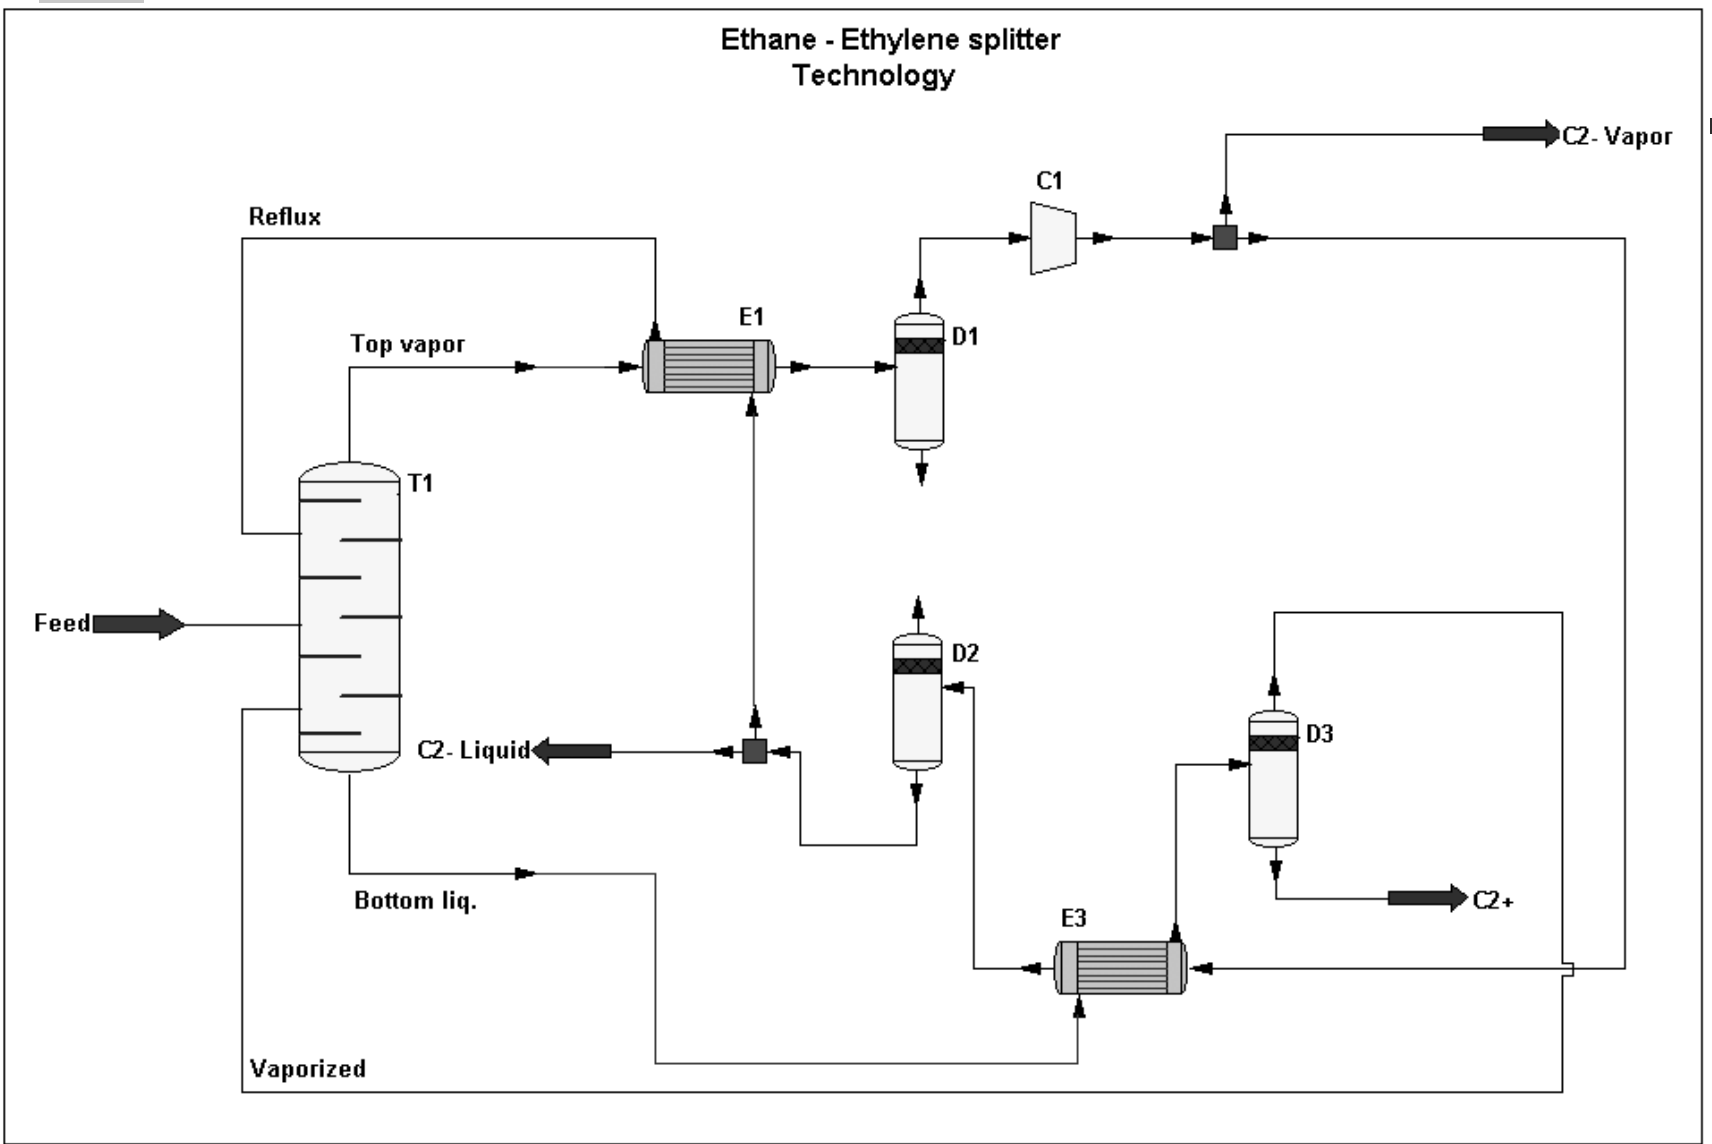 Ethane - Ethylene splitter
Technology
C2- Vapor
C1
Reflux
E1
D1
Top vapor
T1
Feed
D2
D3
C2- Liquid
Bottom liq.
C2+
E3
Vaporized